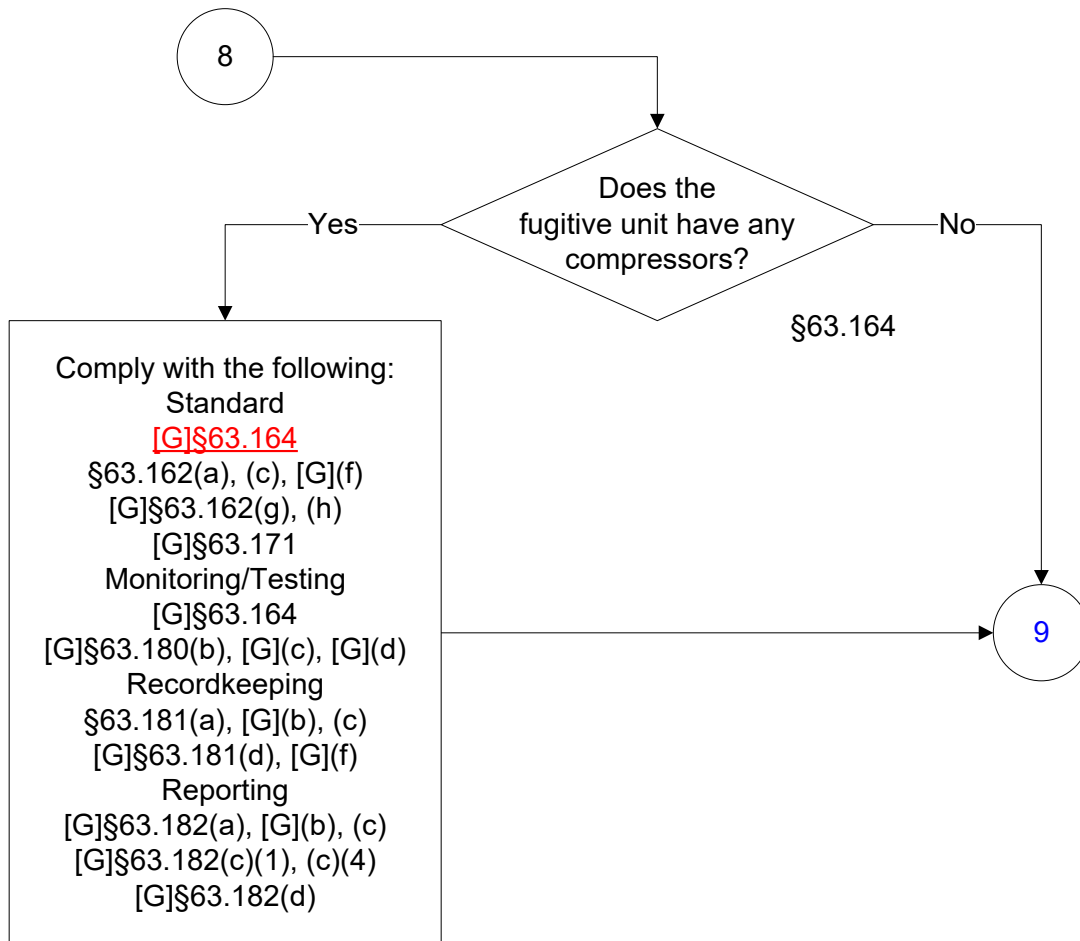 8
Does the
fugitive unit have any
compressors?
Yes
No
§63.164
Comply with the following:
Standard
[G]§63.164
§63.162(a), (c), [G](f)
[G]§63.162(g), (h)
[G]§63.171
Monitoring/Testing
[G]§63.164
[G]§63.180(b), [G](c), [G](d)
Recordkeeping
§63.181(a), [G](b), (c)
[G]§63.181(d), [G](f)
Reporting
[G]§63.182(a), [G](b), (c)
[G]§63.182(c)(1), (c)(4)
[G]§63.182(d)
9